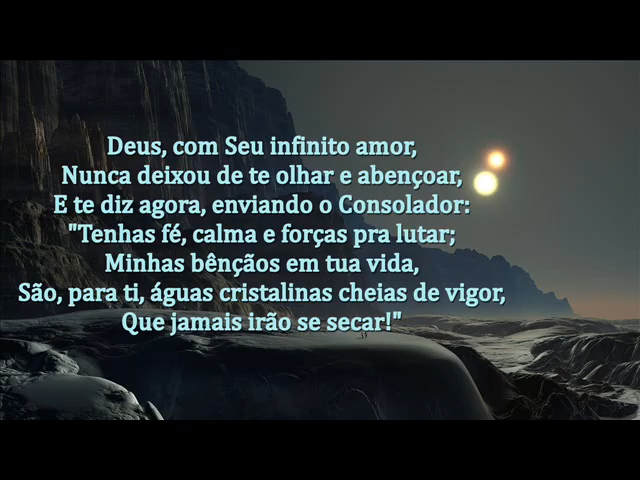 Deus, com Seu infinito amor,
Nunca deixou de te olhar e abençoar,
E te diz agora, enviando o Consolador:
"Tenhas fé, calma e forças pra lutar;
Minhas bênçãos em tua vida,
São, para ti, águas cristalinas cheias de vigor,
Que jamais irão se secar!"